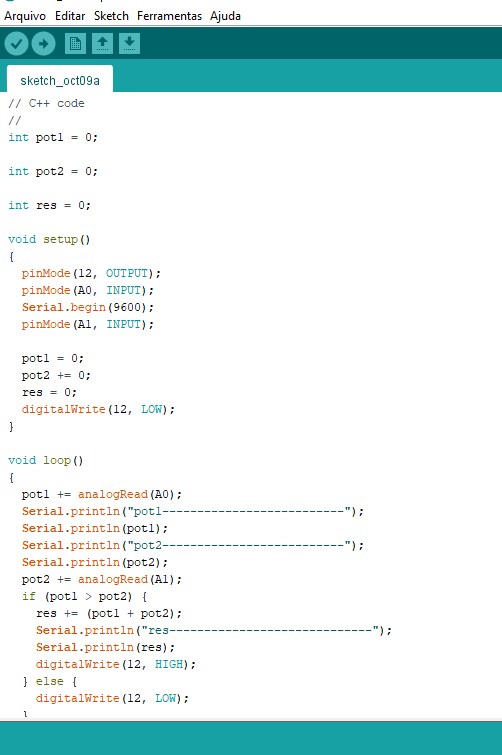 Arquivo Editar Sketch Ferramentas Ajuda
sketch_oct09a
// C++ code
//
int pot1 = 0;
int pot2 = 0;
int res = 0;
void setup()
{
  pinMode(12, OUTPUT);
  pinMode(A0, INPUT);
  Serial.begin(9600);
  pinMode(A1, INPUT);
  pot1 = 0;
  pot2 += 0;
  res = 0;
  digitalWrite(12, LOW);
}
void loop()
{
  pot1 += analogRead(A0);
  Serial.println("pot1--------------------------");
  Serial.println(pot1);
  Serial.println("pot2--------------------------");
  Serial.println(pot2);
  pot2 += analogRead(A1);
  if (pot1 > pot2) {
    res += (pot1 + pot2);
    Serial.println("res-----------------------------");
    Serial.println(res);
    digitalWrite(12, HIGH);
  } else {
    digitalWrite(12, LOW);
  }